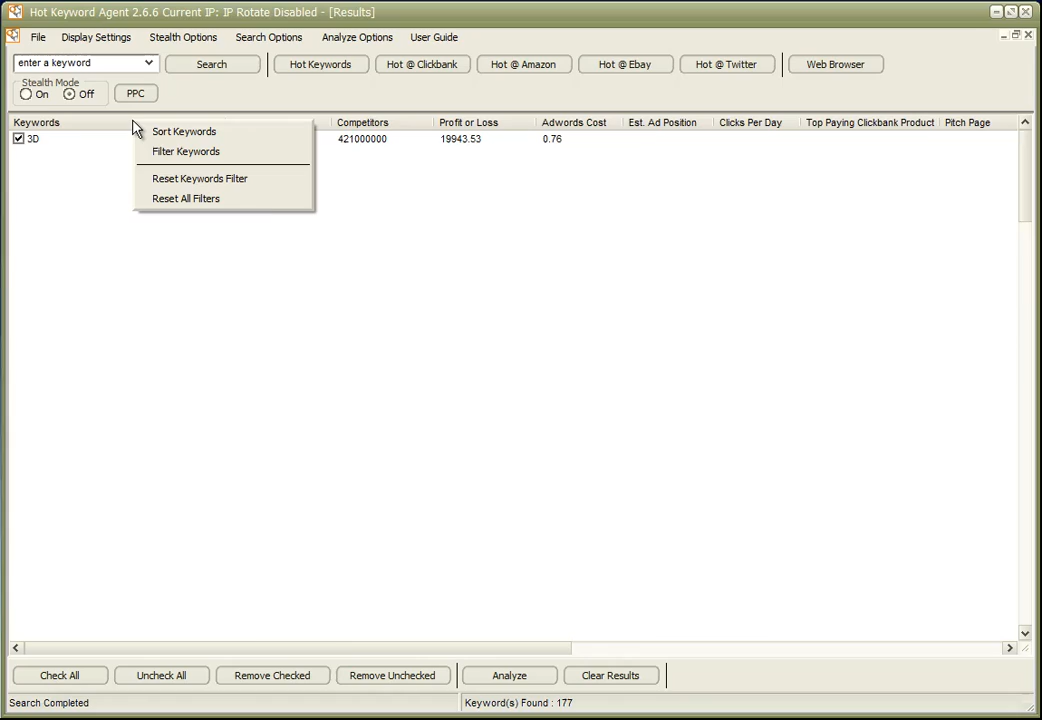 Hot Keyword Agent 2.6.6 Current IP: IP Rotate Disabled - [Results]
File Display Settings Stealth Options Search Options Analyze Options User Guide
enter a keyword Search Hot Keywords Hot @ Clickbank Hot @ Amazon Hot @ Ebay Hot @ Twitter Web Browser
Stealth Mode
On Off PPC
Keywords Competitors Profit or Loss Adwords Cost Est. Ad Position Clicks Per Day Top Paying Clickbank Product Pitch Page
3D 421000000 19943.53 0.76
Sort Keywords
Filter Keywords
Reset Keywords Filter
Reset All Filters
Check All Uncheck All Remove Checked Remove Unchecked Analyze Clear Results
Search Completed Keyword(s) Found : 177